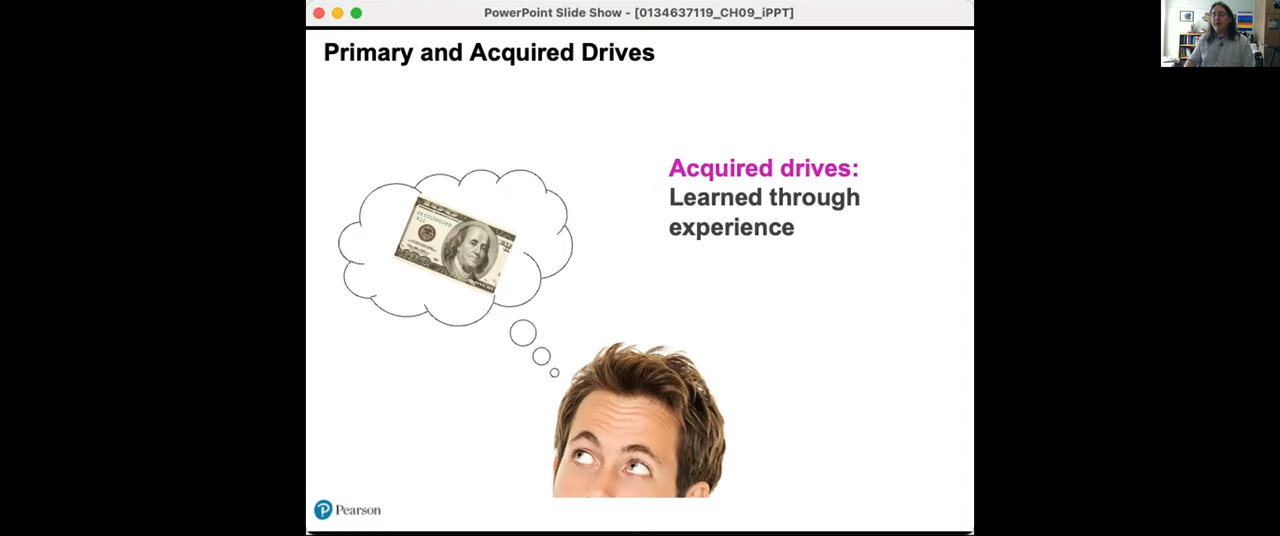 PowerPoint Slide Show - [0134637119_CH09_iPPT]
Primary and Acquired Drives
Acquired drives:
Learned through
experience
Pearson